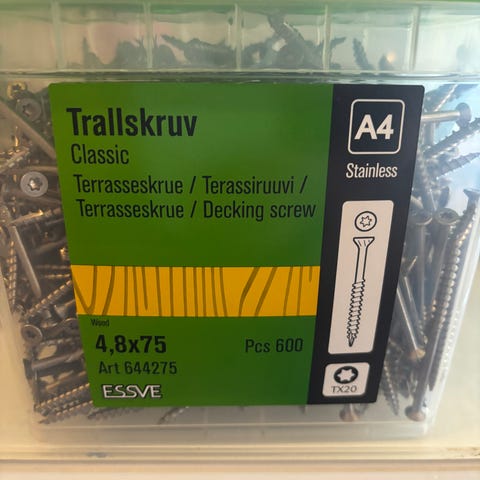 Trallskruv
Classic
Terrasseskrue / Terassiruuvi /
Terrasseskrue / Decking screw
A4
Stainless
Wood
4,8x75
Pcs 600
Art 644275
ESSVE
TX20